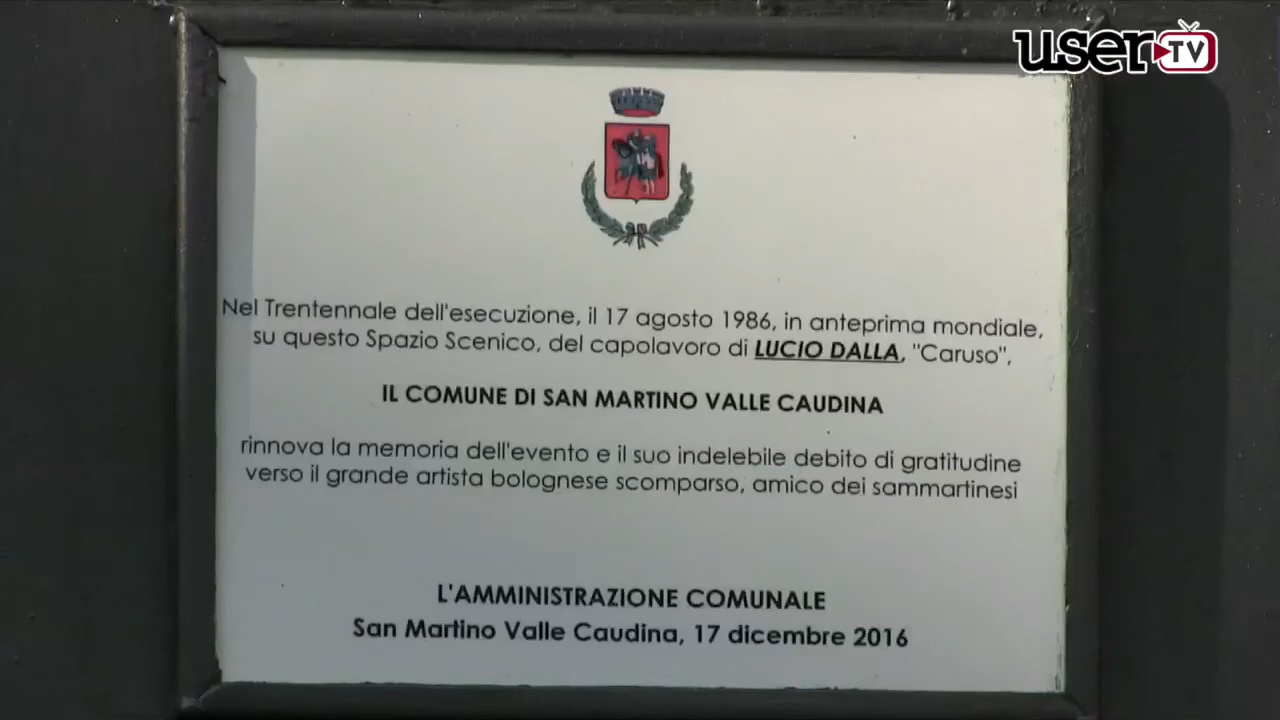 user TV
Nel Trentennale dell'esecuzione, il 17 agosto 1986, in anteprima mondiale,
su questo Spazio Scenico, del capolavoro di LUCIO DALLA, "Caruso",
IL COMUNE DI SAN MARTINO VALLE CAUDINA
rinnova la memoria dell'evento e il suo indelebile debito di gratitudine
verso il grande artista bolognese scomparso, amico dei sammartinesi
L'AMMINISTRAZIONE COMUNALE
San Martino Valle Caudina, 17 dicembre 2016